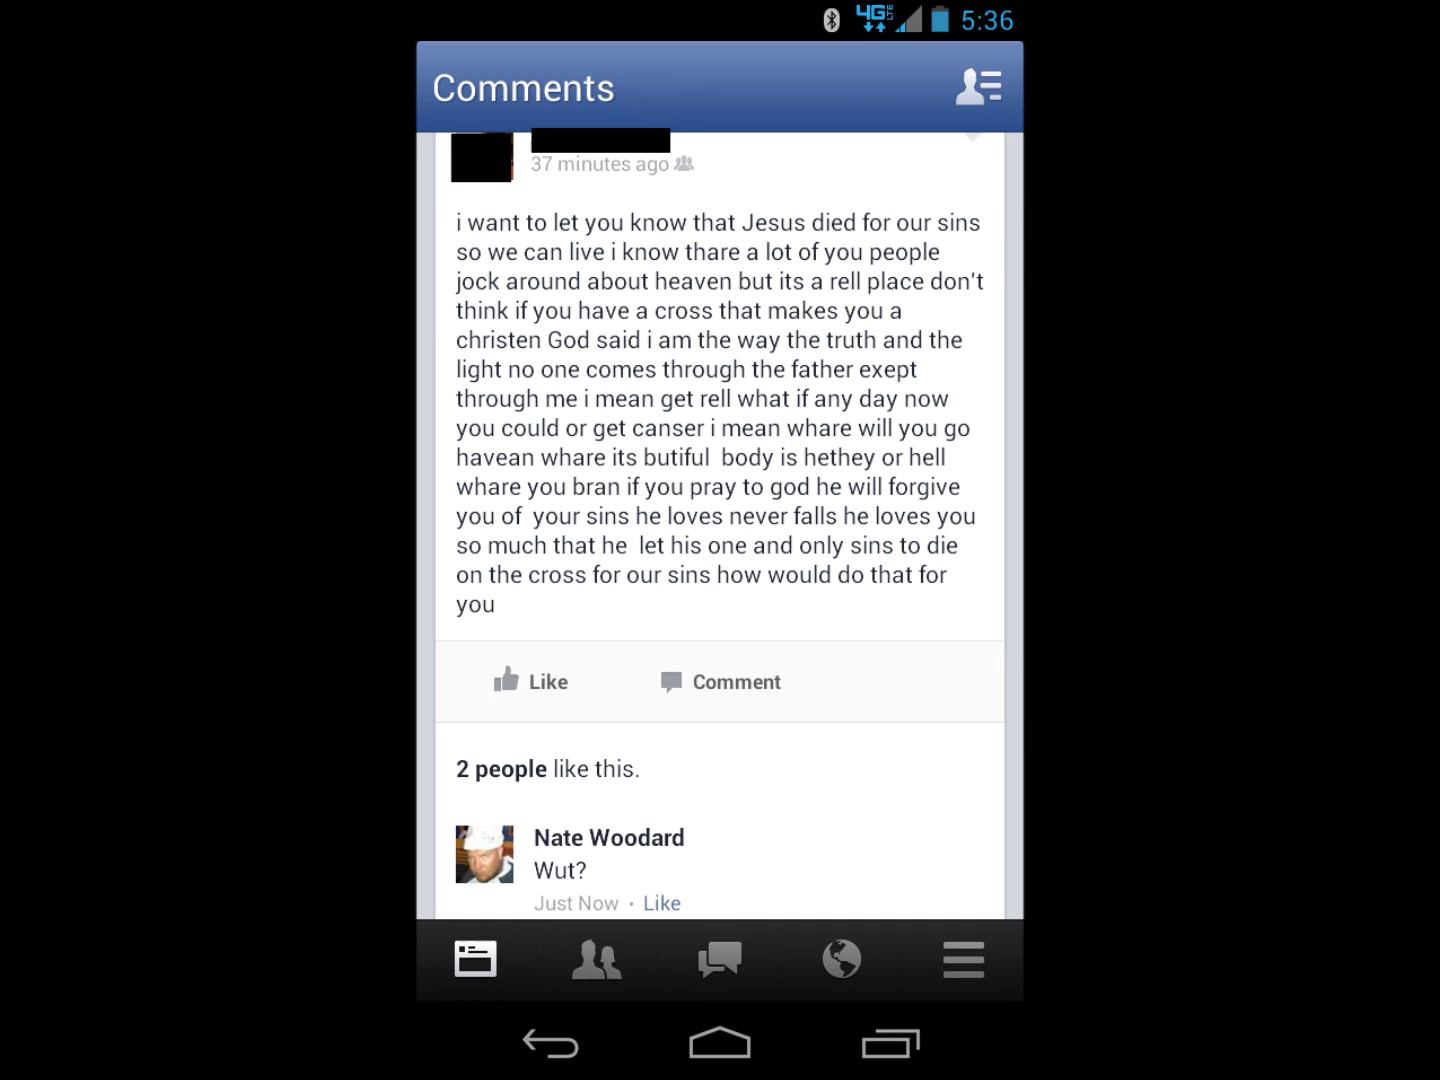 4G LTE 5:36
Comments
37 minutes ago
i want to let you know that Jesus died for our sins
so we can live i know thare a lot of you people
jock around about heaven but its a rell place don't
think if you have a cross that makes you a
christen God said i am the way the truth and the
light no one comes through the father exept
through me i mean get rell what if any day now
you could or get canser i mean whare will you go
havean whare its butiful  body is hethey or hell
whare you bran if you pray to god he will forgive
you of  your sins he loves never falls he loves you
so much that he  let his one and only sins to die
on the cross for our sins how would do that for
you
Like Comment
2 people like this.
Nate Woodard
Wut?
Just Now · Like